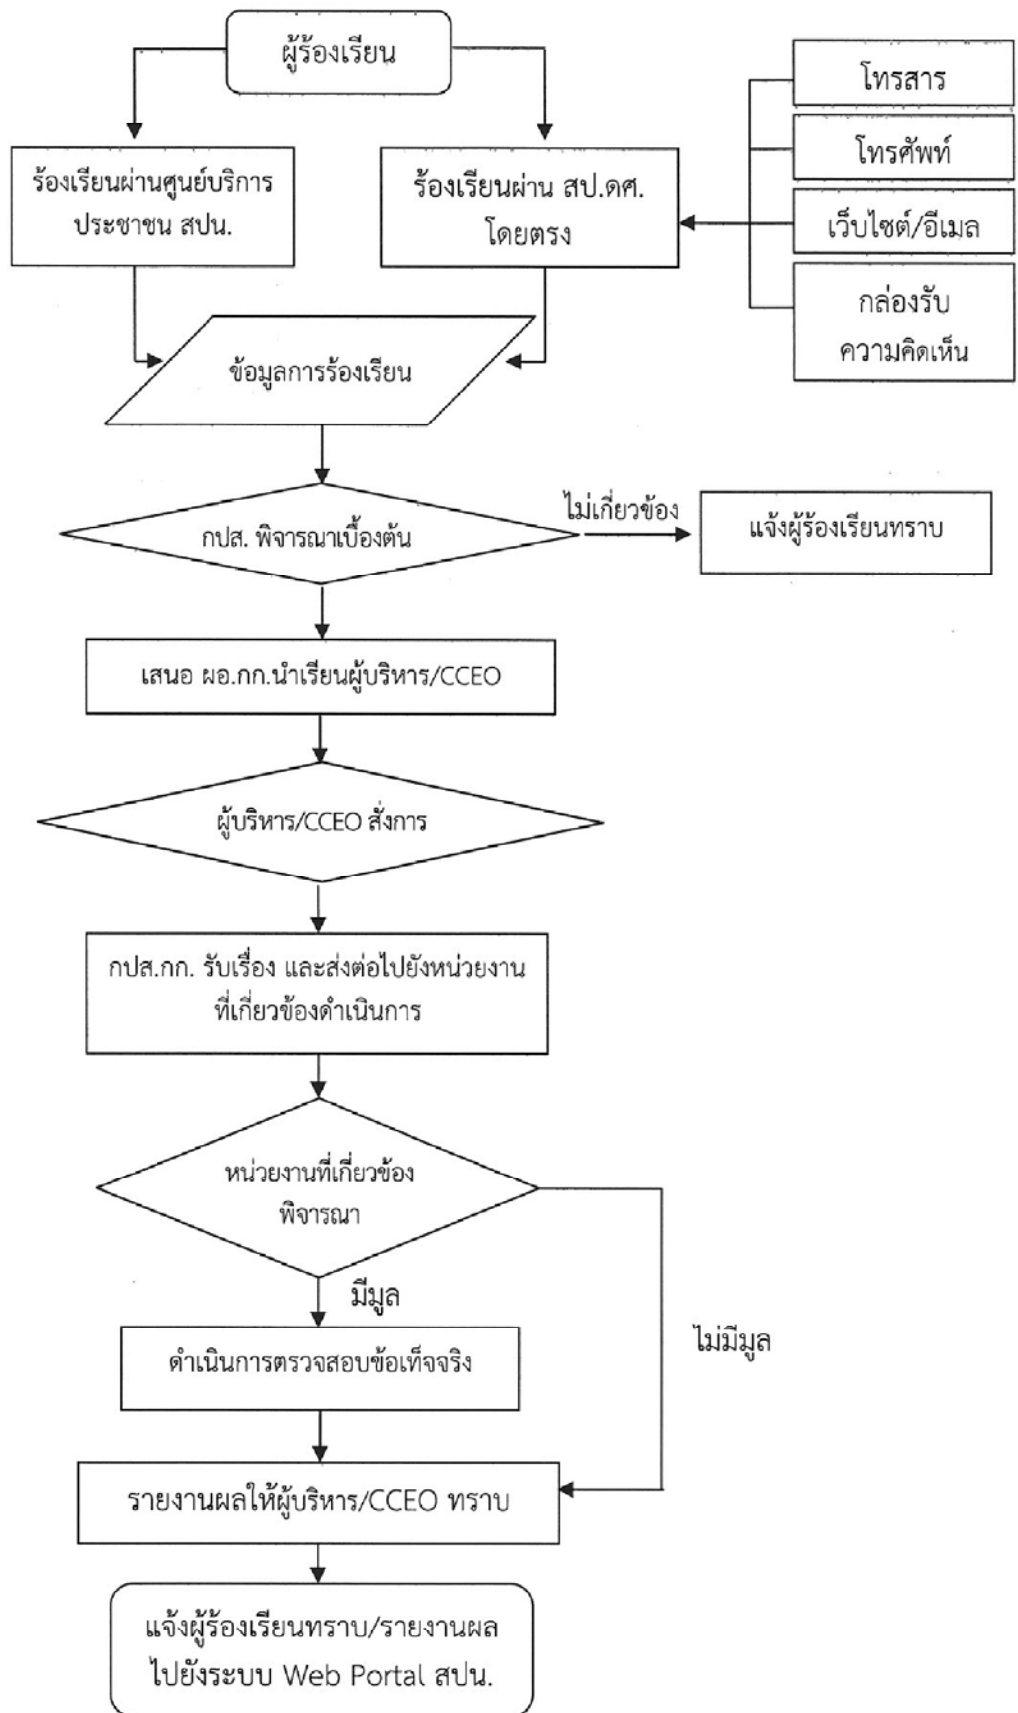 ผู้ร้องเรียน
ร้องเรียนผ่านศูนย์บริการ
ประชาชน สปน.
ร้องเรียนผ่าน สป.ดศ.
โดยตรง
โทรสาร
โทรศัพท์
เว็บไซต์/อีเมล
กล่องรับ
ความคิดเห็น
ข้อมูลการร้องเรียน
กปส. พิจารณาเบื้องต้น
ไม่เกี่ยวข้อง
แจ้งผู้ร้องเรียนทราบ
เสนอ ผอ.กก.นำเรียนผู้บริหาร/CCEO
ผู้บริหาร/CCEO สั่งการ
กปส.กก. รับเรื่อง และส่งต่อไปยังหน่วยงาน
ที่เกี่ยวข้องดำเนินการ
หน่วยงานที่เกี่ยวข้อง
พิจารณา
มีมูล
ไม่มีมูล
ดำเนินการตรวจสอบข้อเท็จจริง
รายงานผลให้ผู้บริหาร/CCEO ทราบ
แจ้งผู้ร้องเรียนทราบ/รายงานผล
ไปยังระบบ Web Portal สปน.